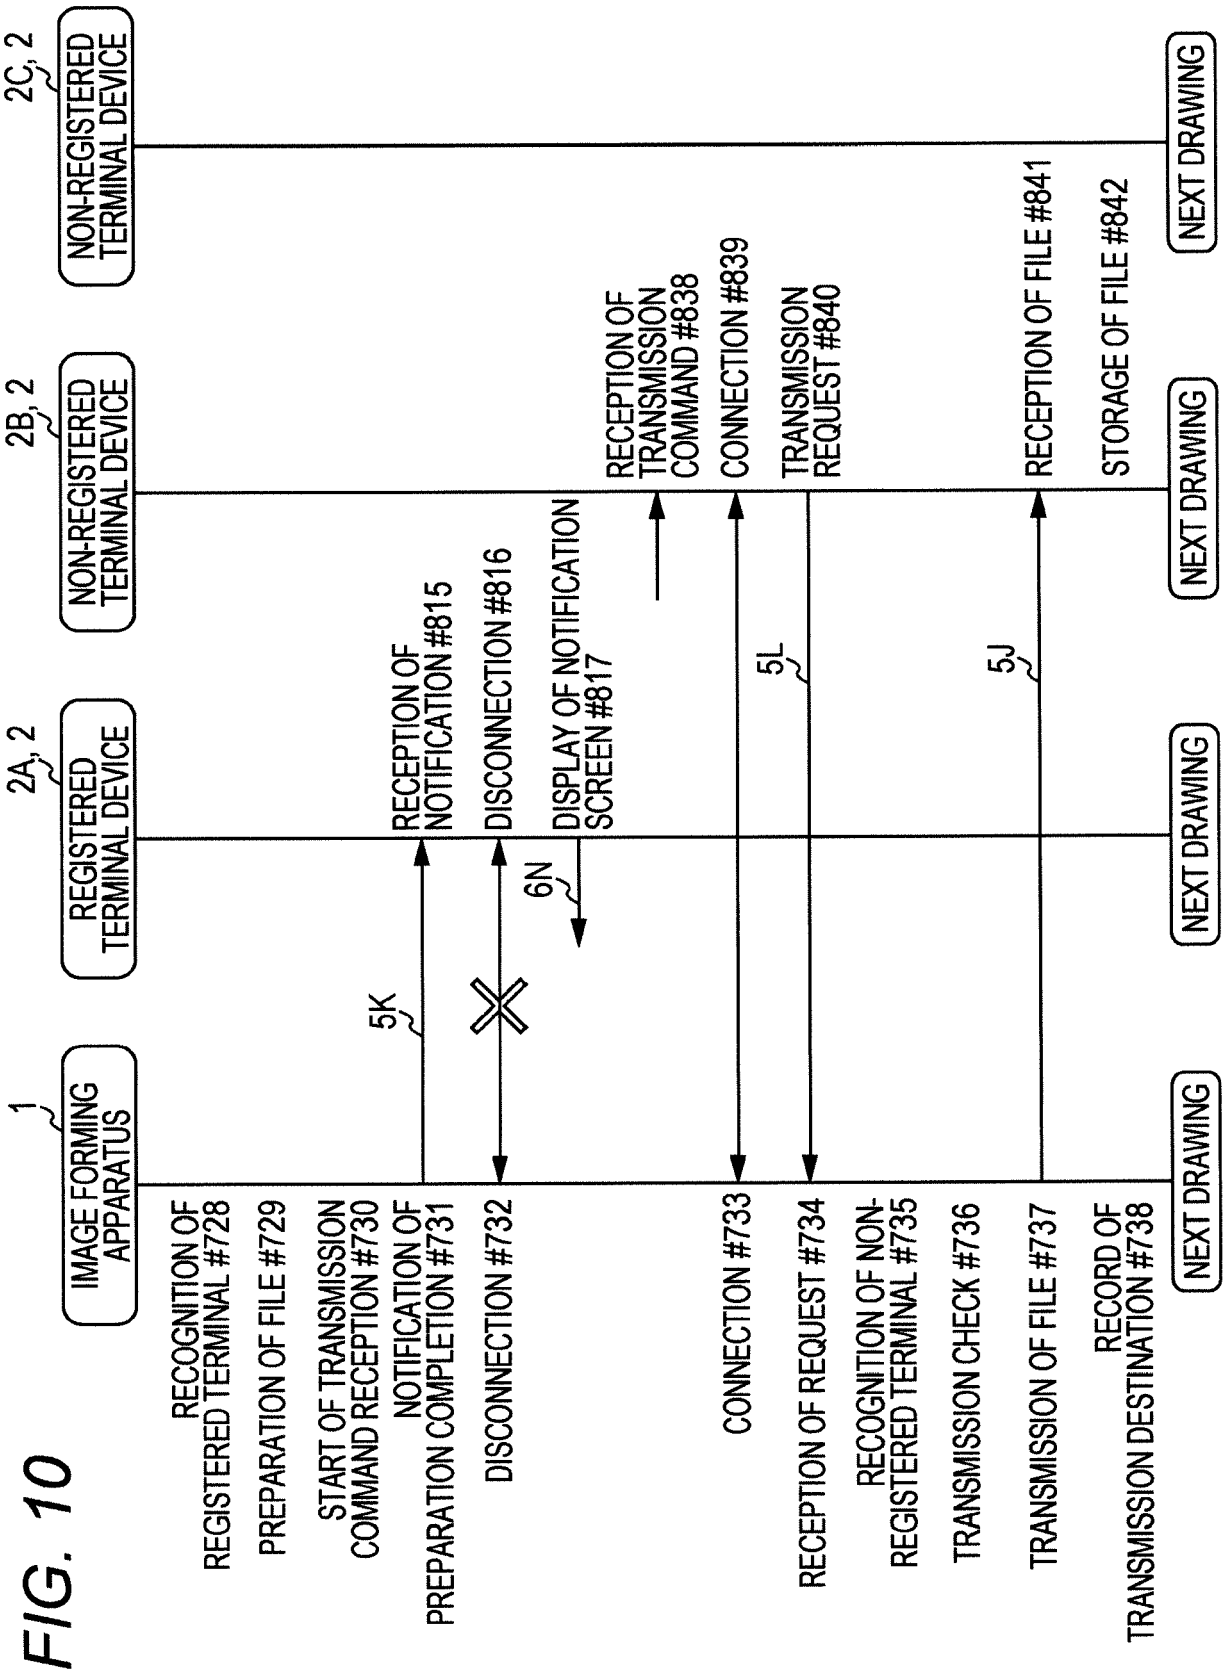 FIG. 10
1
IMAGE FORMING
APPARATUS
2A, 2
REGISTERED
TERMINAL DEVICE
2B, 2
NON-REGISTERED
TERMINAL DEVICE
2C, 2
NON-REGISTERED
TERMINAL DEVICE
RECOGNITION OF
REGISTERED TERMINAL #728
PREPARATION OF FILE #729
START OF TRANSMISSION
COMMAND RECEPTION #730
NOTIFICATION OF
PREPARATION COMPLETION #731
5K
RECEPTION OF
NOTIFICATION #815
DISCONNECTION #732
DISCONNECTION #816
6N
DISPLAY OF NOTIFICATION
SCREEN #817
RECEPTION OF
TRANSMISSION
COMMAND #838
CONNECTION #733
CONNECTION #839
RECEPTION OF REQUEST #734
5L
TRANSMISSION
REQUEST #840
RECOGNITION OF NON-
REGISTERED TERMINAL #735
TRANSMISSION CHECK #736
TRANSMISSION OF FILE #737
5J
RECEPTION OF FILE #841
RECORD OF
TRANSMISSION DESTINATION #738
STORAGE OF FILE #842
NEXT DRAWING
NEXT DRAWING
NEXT DRAWING
NEXT DRAWING